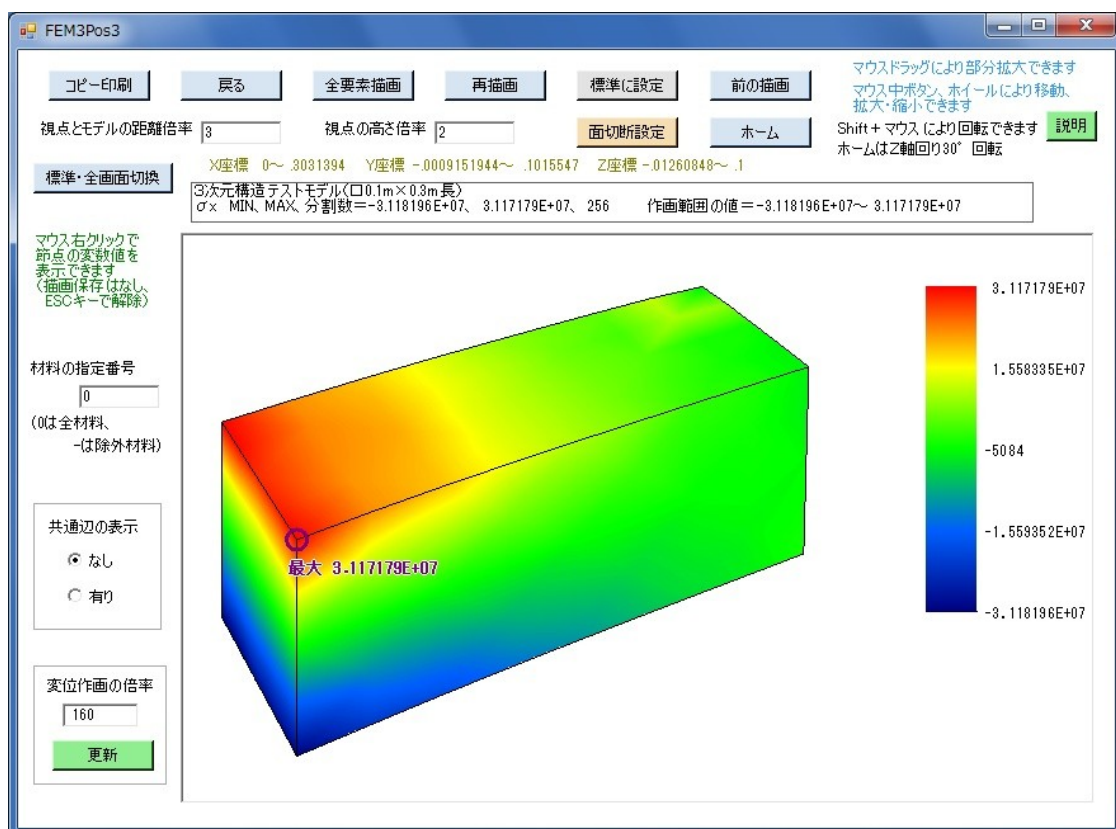 FEM3Pos3
コピー印刷
戻る
全要素描画
再描画
標準に設定
前の描画
マウスドラッグにより部分拡大できます
マウス中ボタン、ホイールにより移動、
拡大・縮小できます
視点とモデルの距離倍率 3
視点の高さ倍率 2
面切断設定
ホーム
Shift+マウスにより回転できます
ホームはZ軸回り30° 回転
説明
標準・全画面切換
X座標 0～ .3031394 Y座標 -.0009151944～ .1015547 Z座標 -.01260848～ .1
3次元構造テストモデル(口0.1m×0.3m長)
σx MIN、MAX、分割数=-3.118196E+07、 3.117179E+07、 256 作画範囲の値=-3.118196E+07～ 3.117179E+07
マウス右クリックで
節点の変数値を
表示できます
(描画保存はなし、
ESCキーで解除)
材料の指定番号
0
(0は全材料、
-は除外材料)
共通辺の表示
なし
有り
変位作画の倍率
160
更新
最大 3.117179E+07
3.117179E+07
1.558335E+07
-5084
-1.559352E+07
-3.118196E+07